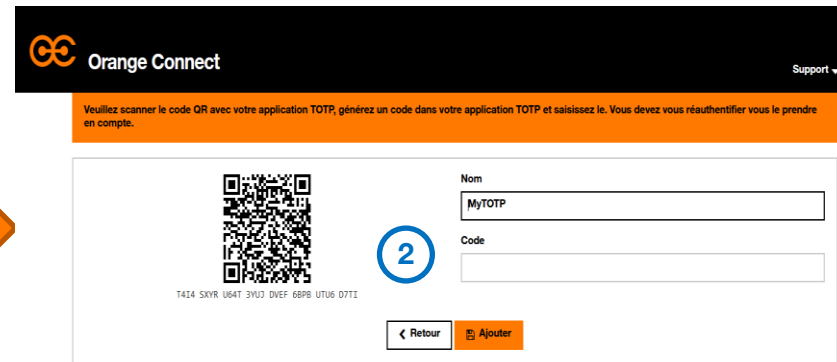 Orange Connect
Support
Veuillez scanner le code QR avec votre application TOTP, générez un code dans votre application TOTP et saisissez le. Vous devez vous réauthentifier vous le prendre
en compte.
Nom
MyTOTP
2
Code
T4I4 SXYR U64T 3YUJ DVEF 6BPB UTU6 D7TI
Retour
Ajouter